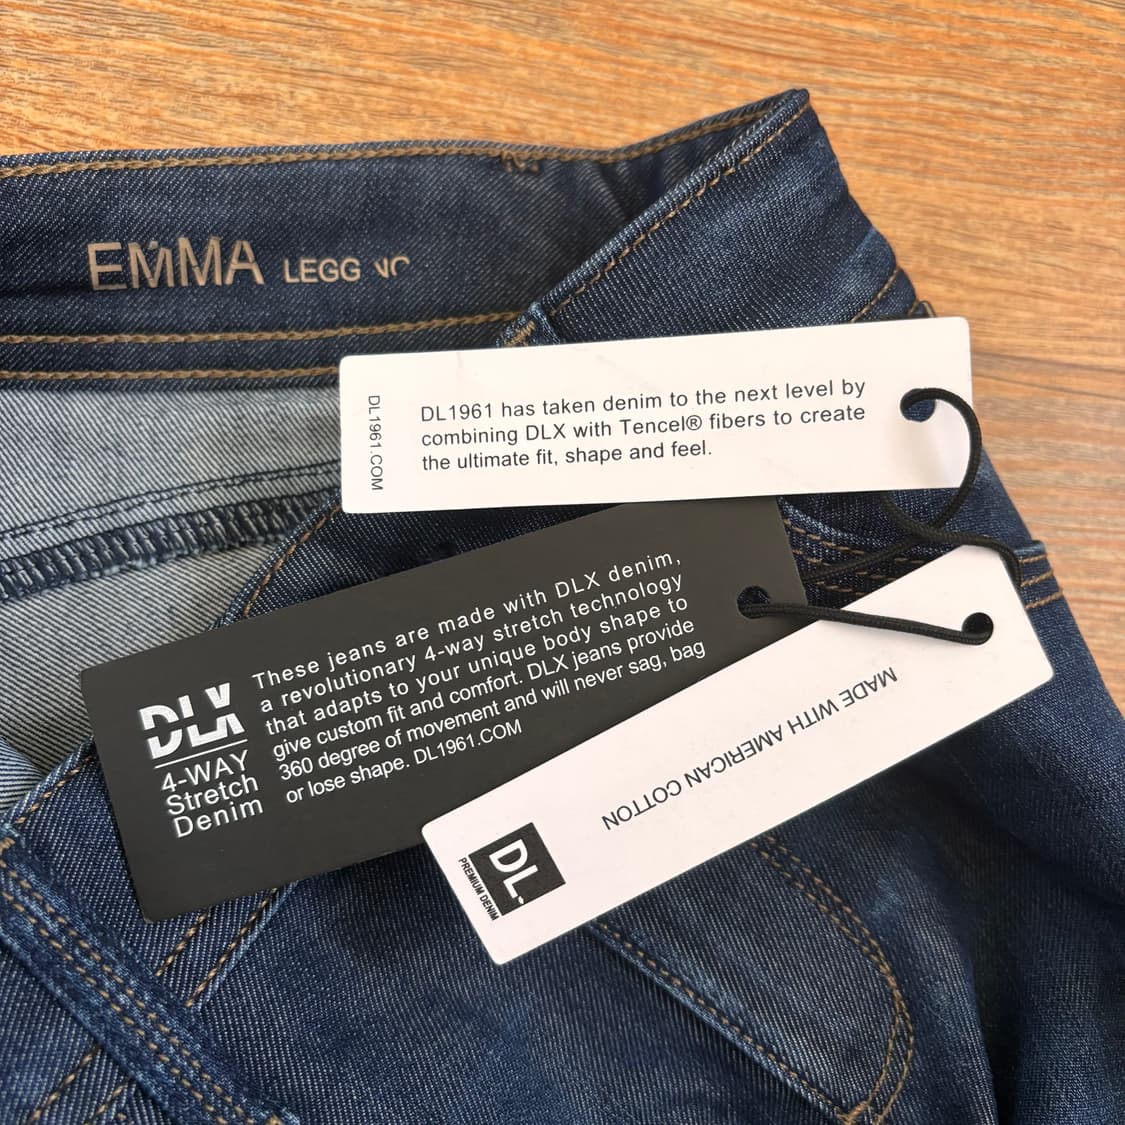 EMMA LEGG
DL1961.COM
DL1961 has taken denim to the next level by
combining DLX with Tencel® fibers to create
the ultimate fit, shape and feel.
DLX
4-WAY
Stretch
Denim
These jeans are made with DLX denim,
a revolutionary 4-way stretch technology
that adapts to your unique body shape to
give custom fit and comfort. DLX jeans provide
360 degree of movement and will never sag, bag
or lose shape. DL1961.COM
MADE WITH AMERICAN COTTON
DL.
PREMIUM DENIM